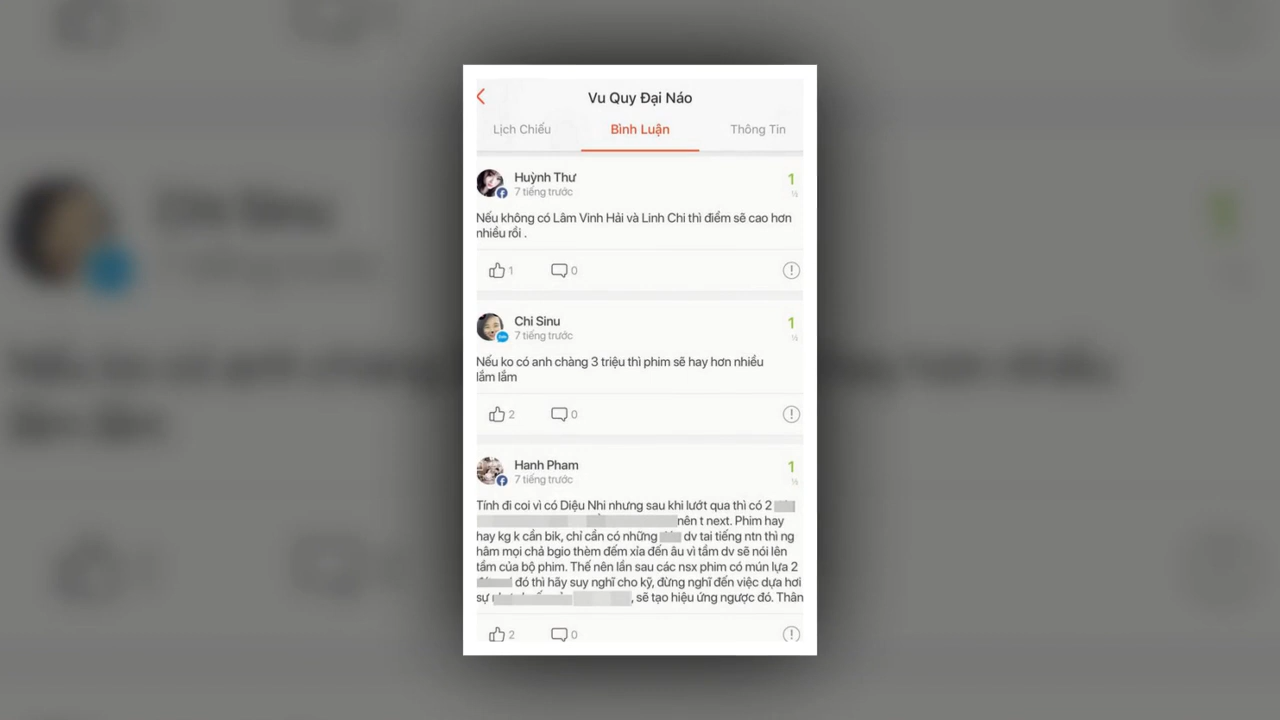 Vu Quy Đại Náo
Lịch Chiếu
Bình Luận
Thông Tin
Huỳnh Thư
7 tiếng trước
1
Nếu không có Lâm Vinh Hải và Linh Chi thì điểm sẽ cao hơn
nhiều rồi .
1
0
Chi Sinu
7 tiếng trước
1
Nếu ko có anh chàng 3 triệu thì phim sẽ hay hơn nhiều
lắm lắm
2
0
Hanh Pham
7 tiếng trước
1
Tính đi coi vì có Diệu Nhi nhưng sau khi lướt qua thì có 2
nên t next. Phim hay
hay kg k cần bik, chỉ cần có những dv tai tiếng ntn thì ng
hâm mọi chả bgio thèm đếm xỉa đến âu vì tầm dv sẽ nói lên
tầm của bộ phim. Thế nên lần sau các nsx phim có mún lựa 2
đó thì hãy suy nghĩ cho kỹ, đừng nghĩ đến việc dựa hơi
sự , sẽ tạo hiệu ứng ngược đó. Thân
2
0